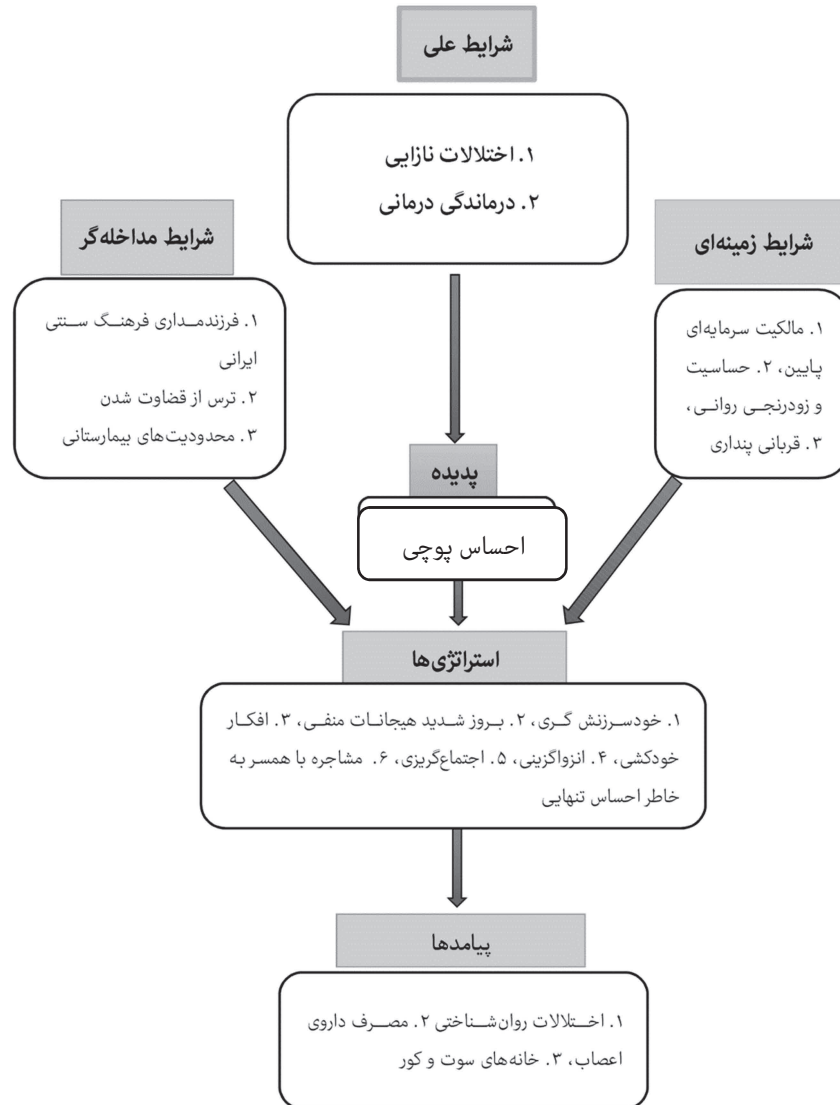 شرایط علی
۱. اختلالات نازایی
۲. درماندگی درمانی
شرایط زمینه‌ای
۱. مالکیت سرمایه‌ای
پایین، ۲. حساسیت
و زودرنجی روانی،
۳. قربانی پنداری
شرایط مداخله‌گر
۱. فرزندمداری فرهنگ سنتی
ایرانی
۲. ترس از قضاوت شدن
۳. محدودیت‌های بیمارستانی
پدیده
احساس پوچی
استراتژی‌ها
۱. خودسرزنش گری، ۲. بروز شدید هیجانات منفی، ۳. افکار
خودکشی، ۴. انزواگزینی، ۵. اجتماع‌گریزی، ۶. مشاجره با همسر به
خاطر احساس تنهایی
پیامدها
۱. اختلالات روان‌شناختی ۲. مصرف داروی
اعصاب، ۳. خانه‌های سوت و کور